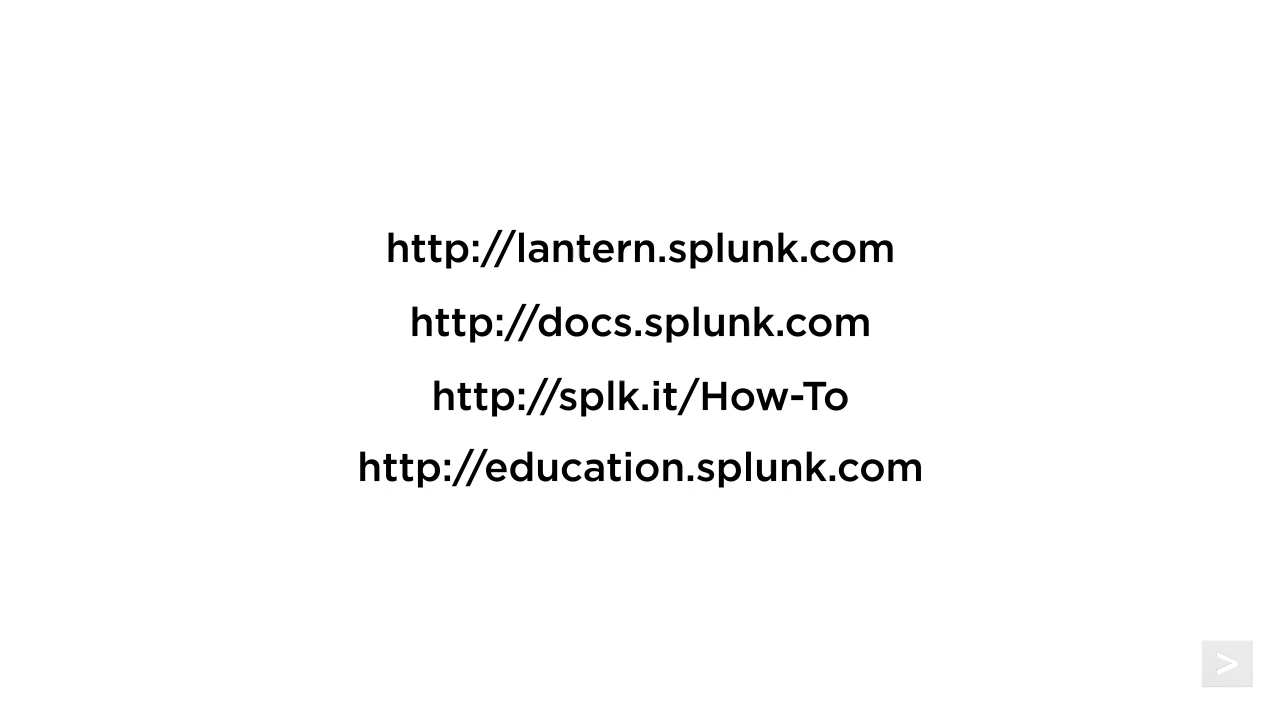 http://lantern.splunk.com
http://docs.splunk.com
http://splk.it/How-To
http://education.splunk.com
>